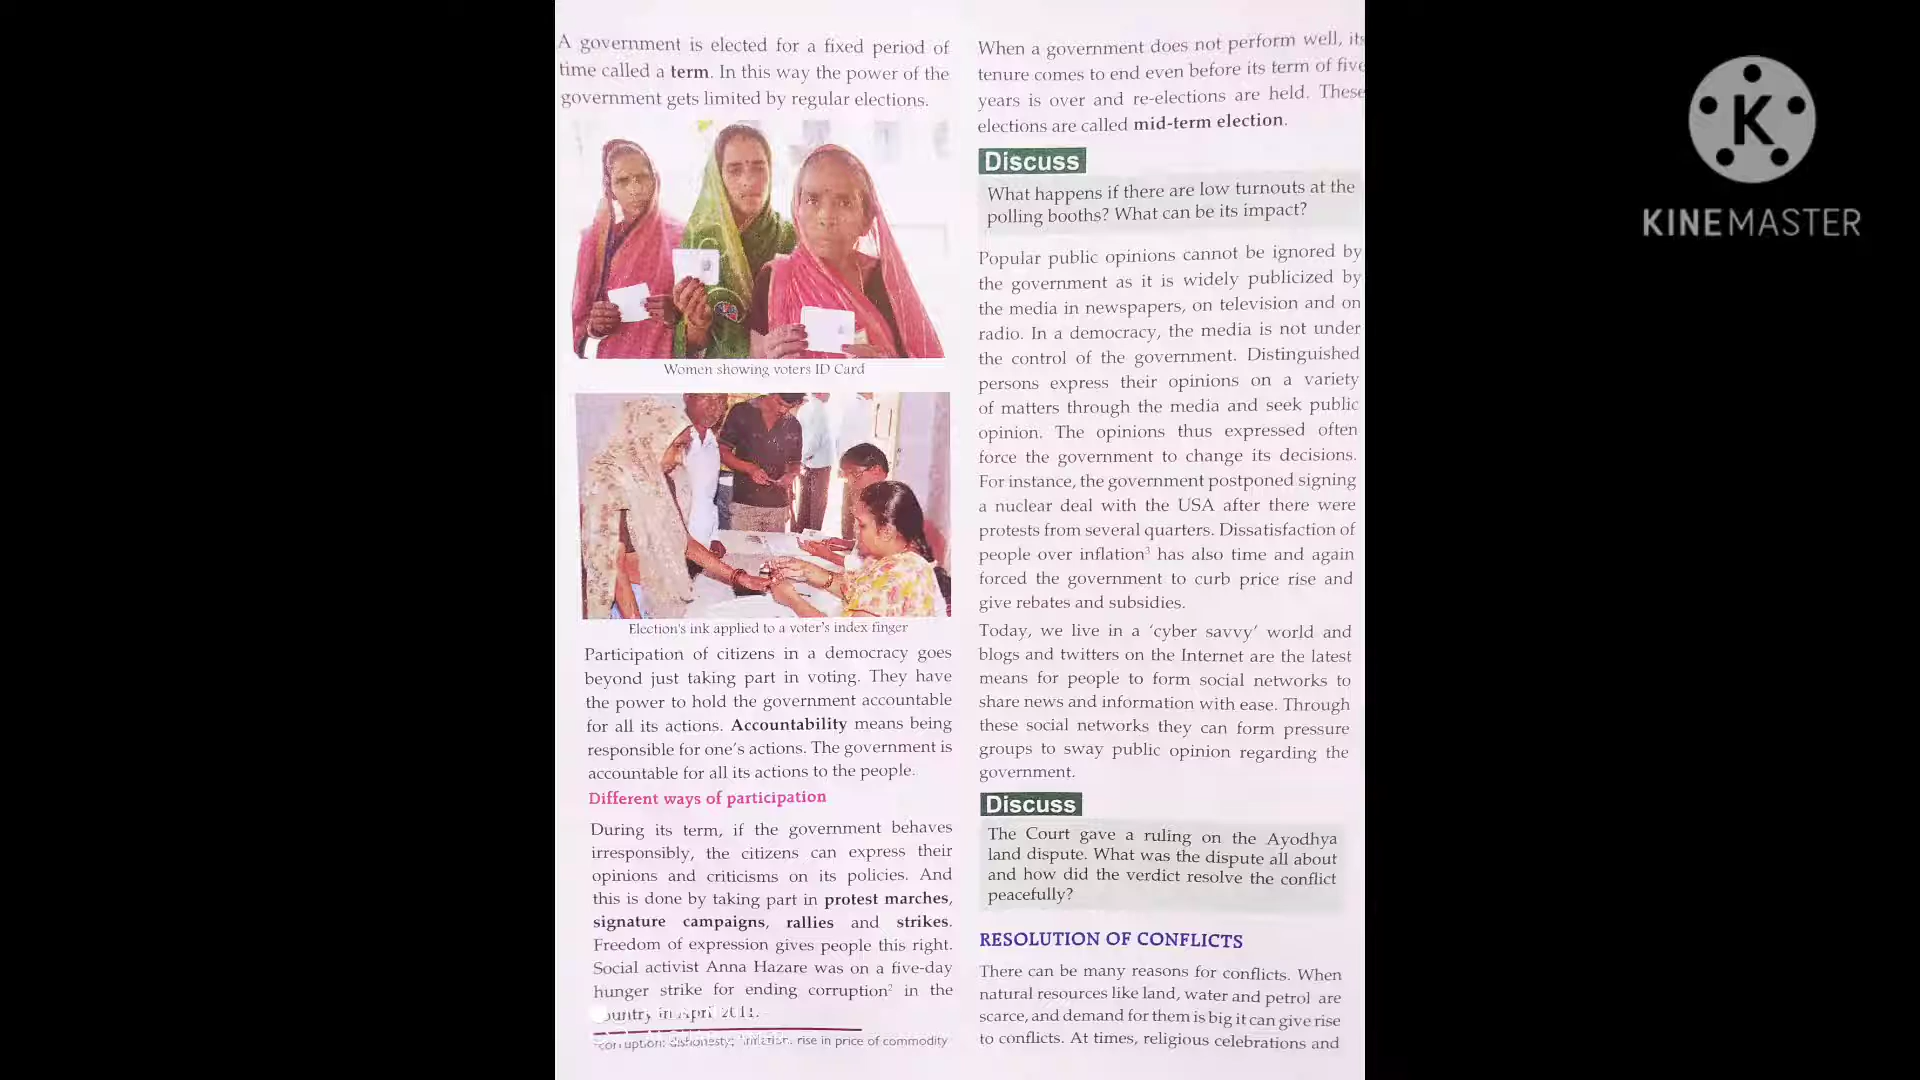 A government is elected for a fixed period of
time called a term. In this way the power of the
government gets limited by regular elections.
Women showing voters ID Card
Election's ink applied to a voter's index finger
Participation of citizens in a democracy goes
beyond just taking part in voting. They have
the power to hold the government accountable
for all its actions. Accountability means being
responsible for one's actions. The government is
accountable for all its actions to the people.
Different ways of participation
During its term, if the government behaves
irresponsibly, the citizens can express their
opinions and criticisms on its policies. And
this is done by taking part in protest marches,
signature campaigns, rallies and strikes.
Freedom of expression gives people this right.
Social activist Anna Hazare was on a five-day
hunger strike for ending corruption² in the
in April 2011.
corruption: dishonesty; rise in price of commodity
When a government does not perform well, its
tenure comes to end even before its term of five
years is over and re-elections are held. These
elections are called mid-term election.
Discuss
What happens if there are low turnouts at the
polling booths? What can be its impact?
Popular public opinions cannot be ignored by
the government as it is widely publicized by
the media in newspapers, on television and on
radio. In a democracy, the media is not under
the control of the government. Distinguished
persons express their opinions on a variety
of matters through the media and seek public
opinion. The opinions thus expressed often
force the government to change its decisions.
For instance, the government postponed signing
a nuclear deal with the USA after there were
protests from several quarters. Dissatisfaction of
people over inflation³ has also time and again
forced the government to curb price rise and
give rebates and subsidies.
Today, we live in a 'cyber savvy' world and
blogs and twitters on the Internet are the latest
means for people to form social networks to
share news and information with ease. Through
these social networks they can form pressure
groups to sway public opinion regarding the
government.
Discuss
The Court gave a ruling on the Ayodhya
land dispute. What was the dispute all about
and how did the verdict resolve the conflict
peacefully?
RESOLUTION OF CONFLICTS
There can be many reasons for conflicts. When
natural resources like land, water and petrol are
scarce, and demand for them is big it can give rise
to conflicts. At times, religious celebrations and
K
KINEMASTER